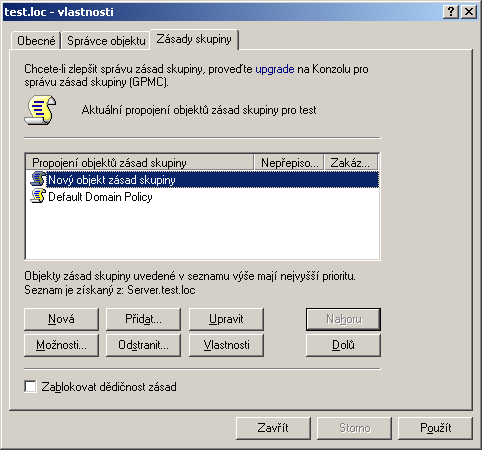 test.loc - vlastnosti
Obecné Správce objektu Zásady skupiny
Chcete-li zlepšit správu zásad skupiny, proveďte upgrade na Konzolu pro
správu zásad skupiny (GPMC).
Aktuální propojení objektů zásad skupiny pro test
Propojení objektů zásad skupiny Nepřepiso... Zakáz...
Nový objekt zásad skupiny
Default Domain Policy
Objekty zásad skupiny uvedené v seznamu výše mají nejvyšší prioritu.
Seznam je získaný z: Server.test.loc
Nová Přidat... Upravit Nahoru
Možnosti... Odstranit... Vlastnosti Dolů
Zablokovat dědičnost zásad
Zavřít Storno Použít